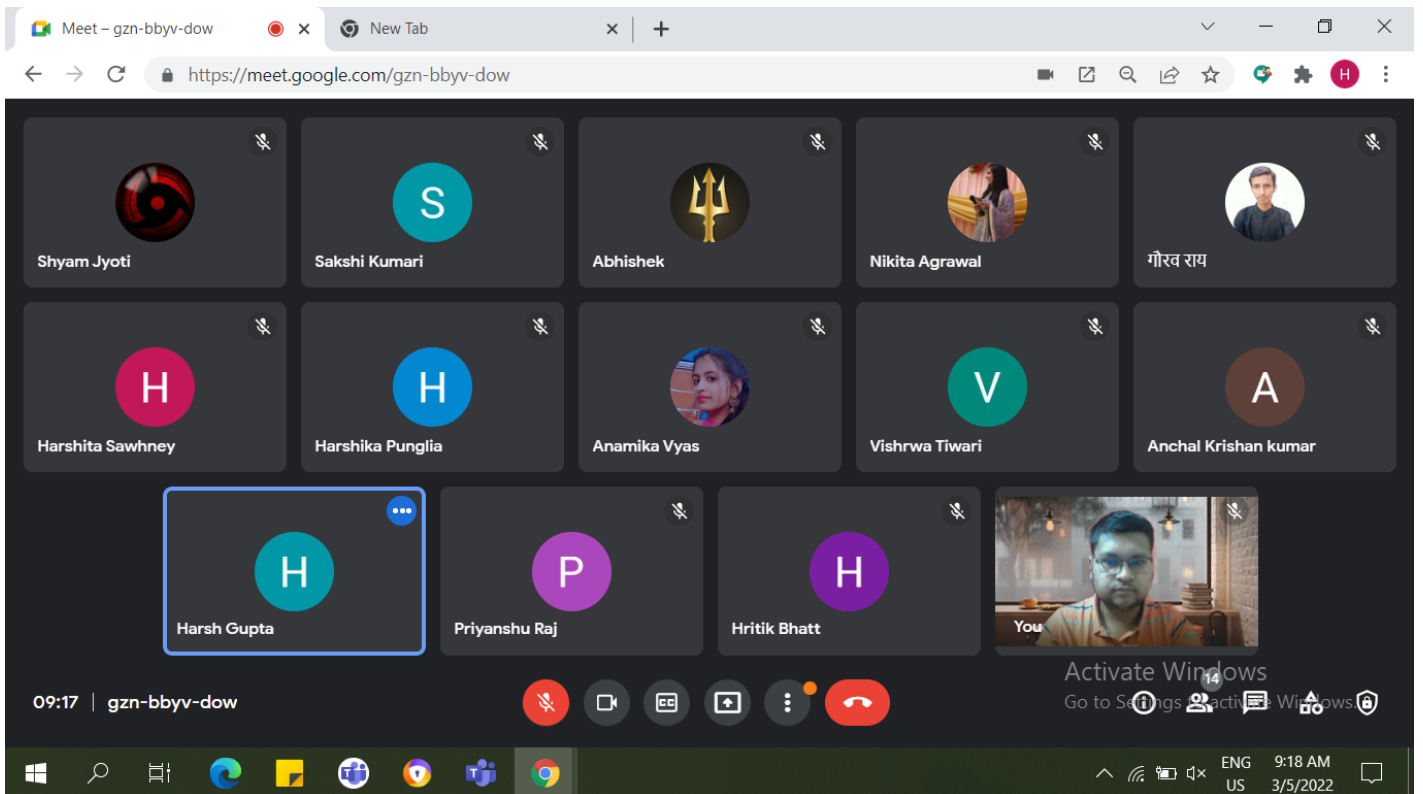 Meet – gzn-bbyv-dow
New Tab
https://meet.google.com/gzn-bbyv-dow
H
S
Shyam Jyoti
Sakshi Kumari
Abhishek
Nikita Agrawal
गौरव राय
H
H
V
A
Harshita Sawhney
Harshika Punglia
Anamika Vyas
Vishrwa Tiwari
Anchal Krishan kumar
H
P
H
Harsh Gupta
Priyanshu Raj
Hritik Bhatt
You
Activate Windows
14
Go to Settings to activate Windows.
09:17 | gzn-bbyv-dow
CC
ENG
US
9:18 AM
3/5/2022